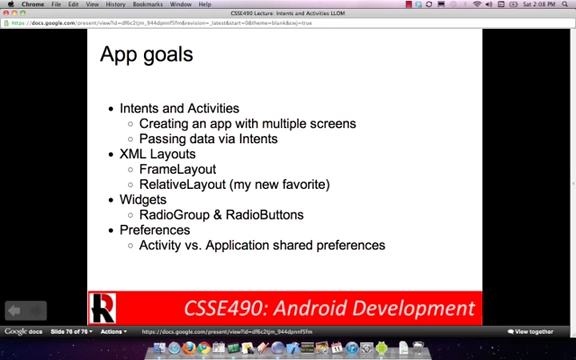 Chrome File Edit View History Bookmarks Window Help
Sat 2:08 PM
CSSE490 Lecture: Intents and Activities LLOM
App goals
Intents and Activities
Creating an app with multiple screens
Passing data via Intents
XML Layouts
FrameLayout
RelativeLayout (my new favorite)
Widgets
RadioGroup & RadioButtons
Preferences
Activity vs. Application shared preferences
R
CSSE490: Android Development
Google docs Slide 76 of 76 Actions View together